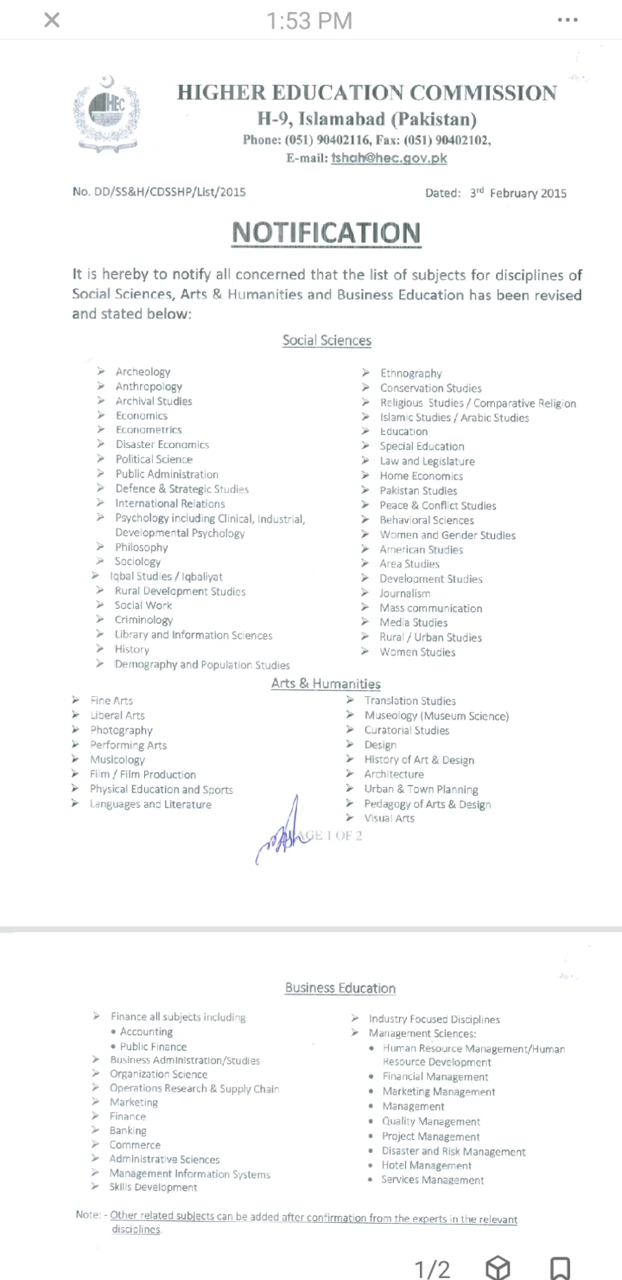 1:53 PM
HEC
HIGHER EDUCATION COMMISSION
H-9, Islamabad (Pakistan)
Phone: (051) 90402116, Fax: (051) 90402102,
E-mail: tshah@hec.gov.pk
No. DD/SS&H/CDSSHP/List/2015
Dated: 3rd February 2015
NOTIFICATION
It is hereby to notify all concerned that the list of subjects for disciplines of
Social Sciences, Arts & Humanities and Business Education has been revised
and stated below:
Social Sciences
➢ Archeology
➢ Anthropology
➢ Archival Studies
➢ Economics
➢ Econometrics
➢ Disaster Economics
➢ Political Science
➢ Public Administration
➢ Defence & Strategic Studies
➢ International Relations
➢ Psychology including Clinical, Industrial,
Developmental Psychology
➢ Philosophy
➢ Sociology
➢ Iqbal Studies / Iqbaliyat
➢ Rural Development Studies
➢ Social Work
➢ Criminology
➢ Library and Information Sciences
➢ History
➢ Demography and Population Studies
➢ Ethnography
➢ Conservation Studies
➢ Religious Studies / Comparative Religion
➢ Islamic Studies / Arabic Studies
➢ Education
➢ Special Education
➢ Law and Legislature
➢ Home Economics
➢ Pakistan Studies
➢ Peace & Conflict Studies
➢ Behavioral Sciences
➢ Women and Gender Studies
➢ American Studies
➢ Area Studies
➢ Development Studies
➢ Journalism
➢ Mass communication
➢ Media Studies
➢ Rural / Urban Studies
➢ Women Studies
Arts & Humanities
➢ Fine Arts
➢ Liberal Arts
➢ Photography
➢ Performing Arts
➢ Musicology
➢ Film / Film Production
➢ Physical Education and Sports
➢ Languages and Literature
➢ Translation Studies
➢ Museology (Museum Science)
➢ Curatorial Studies
➢ Design
➢ History of Art & Design
➢ Architecture
➢ Urban & Town Planning
➢ Pedagogy of Arts & Design
➢ Visual Arts
AGE 1 OF 2
Business Education
➢ Finance all subjects including
• Accounting
• Public Finance
➢ Business Administration/Studies
➢ Organization Science
➢ Operations Research & Supply Chain
➢ Marketing
➢ Finance
➢ Banking
➢ Commerce
➢ Administrative Sciences
➢ Management Information Systems
➢ Skills Development
➢ Industry Focused Disciplines
➢ Management Sciences:
• Human Resource Management/Human
Resource Development
• Financial Management
• Marketing Management
• Management
• Quality Management
• Project Management
• Disaster and Risk Management
• Hotel Management
• Services Management
Note: - Other related subjects can be added after confirmation from the experts in the relevant
disciplines.
1/2